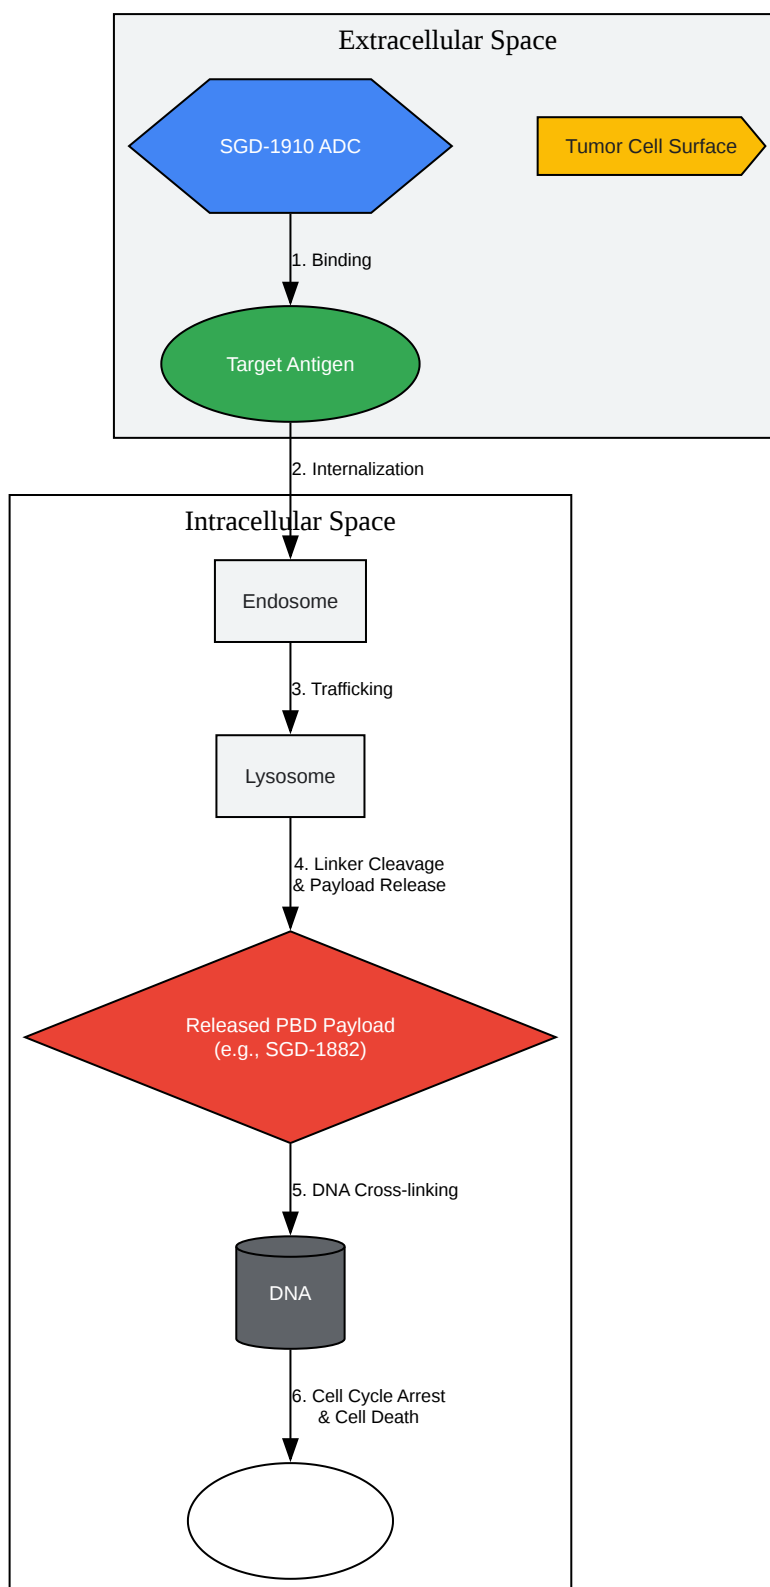 Extracellular Space
SGD-1910 ADC
Tumor Cell Surface
1. Binding
Target Antigen
2. Internalization
Intracellular Space
Endosome
3. Trafficking
Lysosome
4. Linker Cleavage
& Payload Release
Released PBD Payload
(e.g., SGD-1882)
5. DNA Cross-linking
DNA
6. Cell Cycle Arrest
& Cell Death